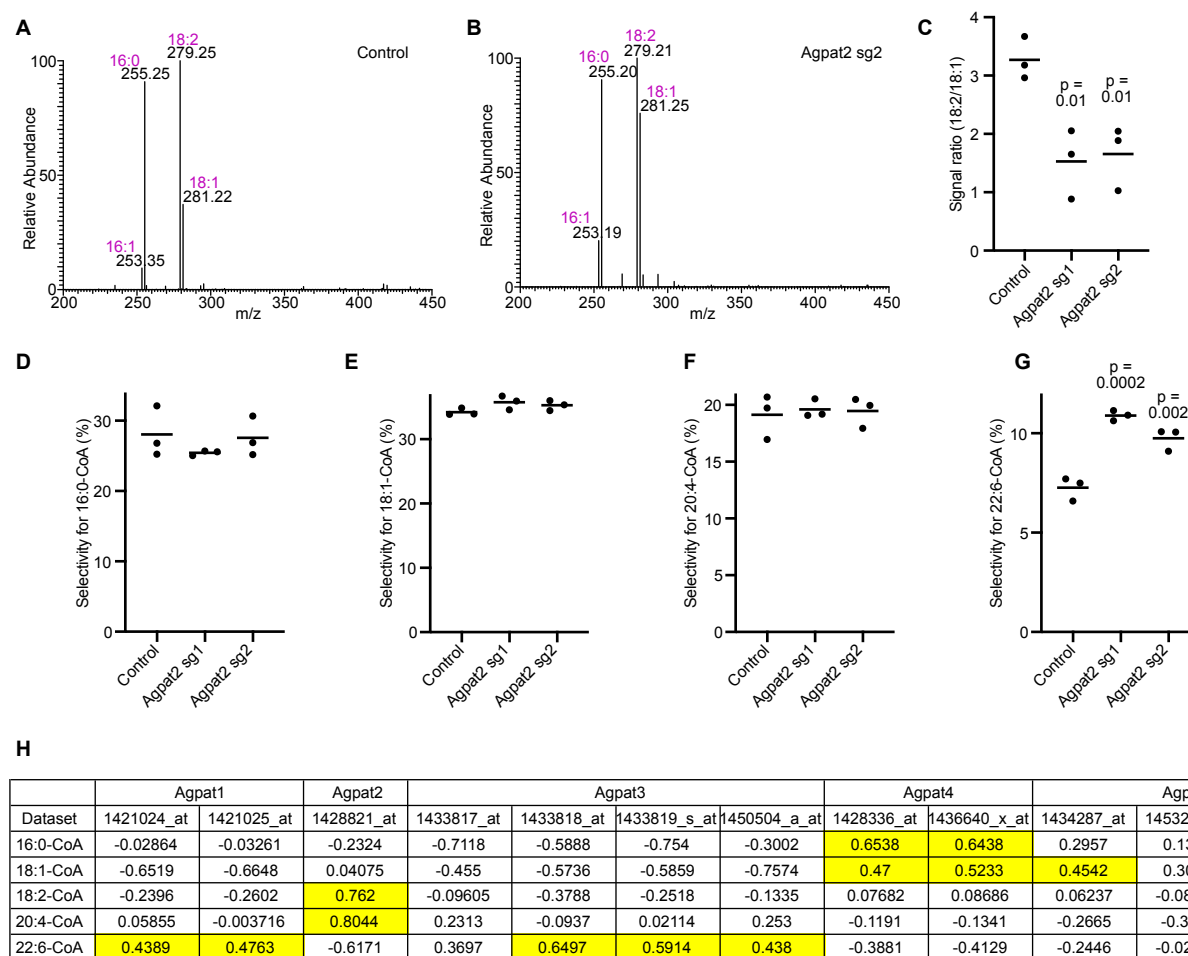 A
Control
18:2
279.25
16:0
255.25
18:1
281.22
16:1
253.35
100
50
0
200
250
300
350
400
450
Relative Abundance
m/z
B
Agpat2 sg2
18:2
279.21
16:0
255.20
18:1
281.25
16:1
253.19
100
50
0
200
250
300
350
400
450
Relative Abundance
m/z
C
Signal ratio (18:2/18:1)
4
3
2
1
0
p =
0.01
p =
0.01
Control
Agpat2 sg1
Agpat2 sg2
D
Selectivity for 16:0-CoA (%)
30
20
10
0
Control
Agpat2 sg1
Agpat2 sg2
E
Selectivity for 18:1-CoA (%)
30
20
10
0
Control
Agpat2 sg1
Agpat2 sg2
F
Selectivity for 20:4-CoA (%)
20
15
10
5
0
Control
Agpat2 sg1
Agpat2 sg2
G
Selectivity for 22:6-CoA (%)
10
5
0
p =
0.0002
p =
0.002
Control
Agpat2 sg1
Agpat2 sg2
H
Agpat1 Agpat2 Agpat3 Agpat4
Dataset 1421024_at 1421025_at 1428821_at 1433817_at 1433818_at 1433819_s_at 1450504_a_at 1428336_at 1436640_x_at 1434287_at
16:0-CoA -0.02864 -0.03261 -0.2324 -0.7118 -0.5888 -0.754 -0.3002 0.6538 0.6438 0.2957
18:1-CoA -0.6519 -0.6648 0.04075 -0.455 -0.5736 -0.5859 -0.7574 0.47 0.5233 0.4542
18:2-CoA -0.2396 -0.2602 0.762 -0.09605 -0.3788 -0.2518 -0.1335 0.07682 0.08686 0.06237
20:4-CoA 0.05855 -0.003716 0.8044 0.2313 -0.0937 0.02114 0.253 -0.1191 -0.1341 -0.2665
22:6-CoA 0.4389 0.4763 -0.6171 0.3697 0.6497 0.5914 0.438 -0.3881 -0.4129 -0.2446